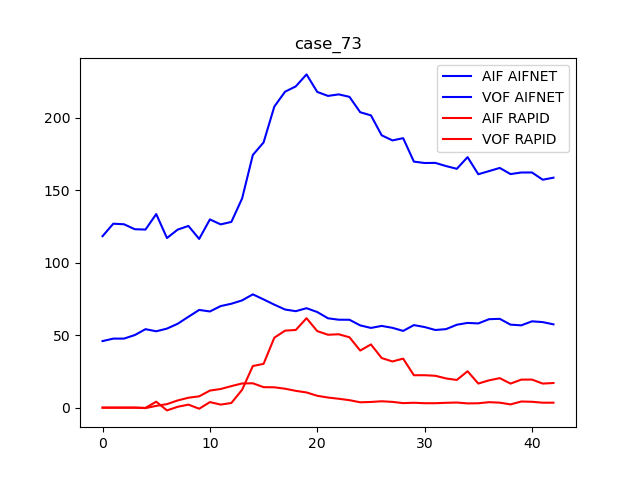 case_73
AIF AIFNET
VOF AIFNET
AIF RAPID
VOF RAPID
200
150
100
50
0
0 10 20 30 40